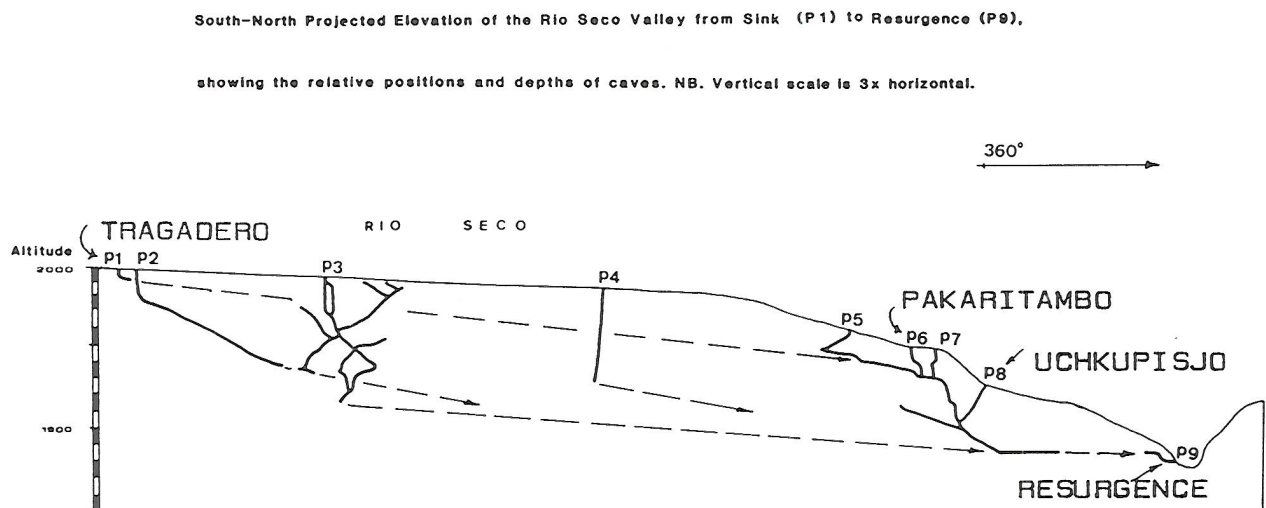 South-North Projected Elevation of the Rio Seco Valley from Sink (P1) to Resurgence (P9),
showing the relative positions and depths of caves. NB. Vertical scale is 3x horizontal.
360°
TRAGADERO
RIO SECO
Altitude
2000
P1 P2
P3
P4
PAKARITAMBO
P5
P6 P7
UCHKUPISJO
P8
1900
P9
RESURGENCE